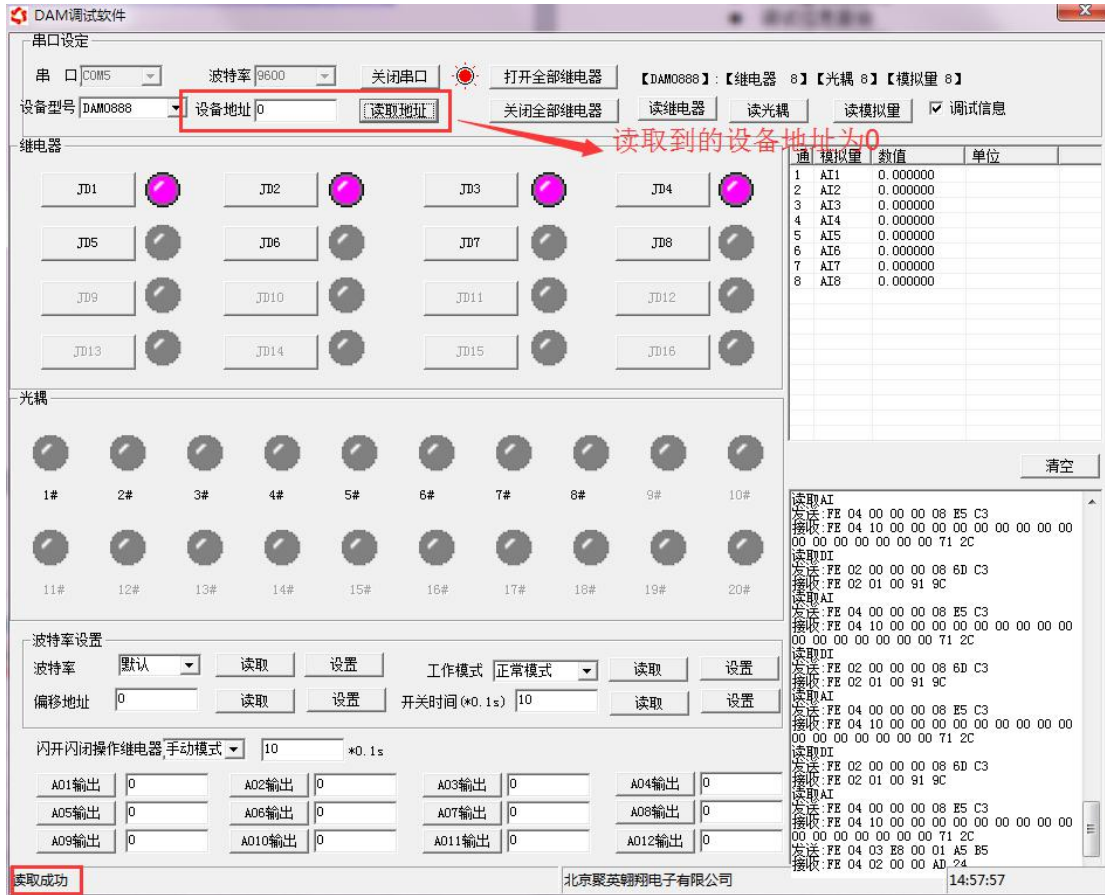 DAM调试软件
串口设定
串 口 COM5 波特率 9600 关闭串口 打开全部继电器 【DAM0888】:【继电器 8】【光耦 8】【模拟量 8】
设备型号 DAM0888 设备地址 0 读取地址 关闭全部继电器 读继电器 读光耦 读模拟量 调试信息
读取到的设备地址为0
继电器
JD1 JD2 JD3 JD4
JD5 JD6 JD7 JD8
JD9 JD10 JD11 JD12
JD13 JD14 JD15 JD16
通 模拟量 数值 单位
1 AI1 0.000000
2 AI2 0.000000
3 AI3 0.000000
4 AI4 0.000000
5 AI5 0.000000
6 AI6 0.000000
7 AI7 0.000000
8 AI8 0.000000
光耦
1# 2# 3# 4# 5# 6# 7# 8# 9# 10#
11# 12# 13# 14# 15# 16# 17# 18# 19# 20#
清空
读取AI
发送:FE 04 00 00 00 08 E5 C3
接收:FE 04 10 00 00 00 00 00 00 00 00 00
00 00 00 00 00 00 00 71 2C
读取DI
发送:FE 02 00 00 00 08 6D C3
接收:FE 02 01 00 91 9C
读取AI
发送:FE 04 00 00 00 08 E5 C3
接收:FE 04 10 00 00 00 00 00 00 00 00 00
00 00 00 00 00 00 00 71 2C
读取DI
发送:FE 02 00 00 00 08 6D C3
接收:FE 02 01 00 91 9C
读取AI
发送:FE 04 00 00 00 08 E5 C3
接收:FE 04 10 00 00 00 00 00 00 00 00 00
00 00 00 00 00 00 00 71 2C
读取DI
发送:FE 02 00 00 00 08 6D C3
接收:FE 02 01 00 91 9C
读取AI
发送:FE 04 00 00 00 08 E5 C3
接收:FE 04 10 00 00 00 00 00 00 00 00 00
00 00 00 00 00 00 00 71 2C
发送:FE 04 03 E8 00 01 A5 B5
接收:FE 04 02 00 00 AD 24
波特率设置
波特率 默认 读取 设置 工作模式 正常模式 读取 设置
偏移地址 0 读取 设置 开关时间(*0.1s) 10 读取 设置
闪开闪闭操作继电器 手动模式 10 *0.1s
AO1输出 0 AO2输出 0 AO3输出 0 AO4输出 0
AO5输出 0 AO6输出 0 AO7输出 0 AO8输出 0
AO9输出 0 AO10输出 0 AO11输出 0 AO12输出 0
读取成功 北京聚英翱翔电子有限公司 14:57:57